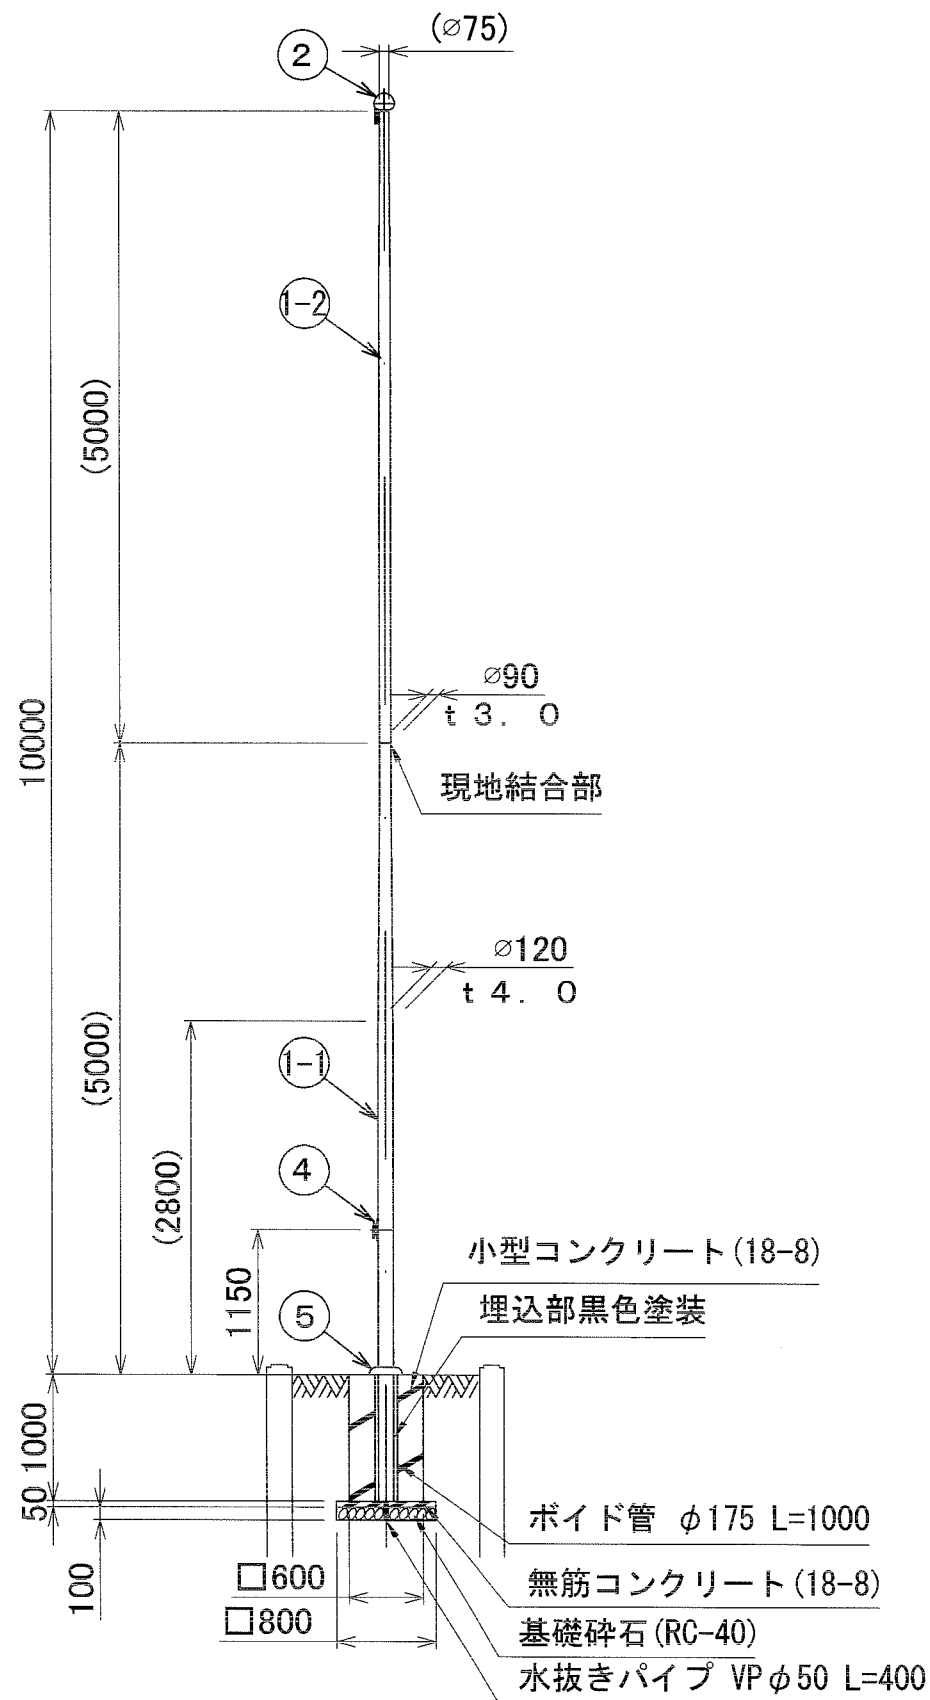 (⌀75)
2
1-2
(5000)
10000
⌀90
t3.0
現地結合部
⌀120
t4.0
(5000)
(2800)
1-1
4
1150
小型コンクリート(18-8)
埋込部黒色塗装
5
1000
50
100
ボイド管 φ175 L=1000
□600
無筋コンクリート(18-8)
□800
基礎砕石(RC-40)
水抜きパイプ VPφ50 L=400